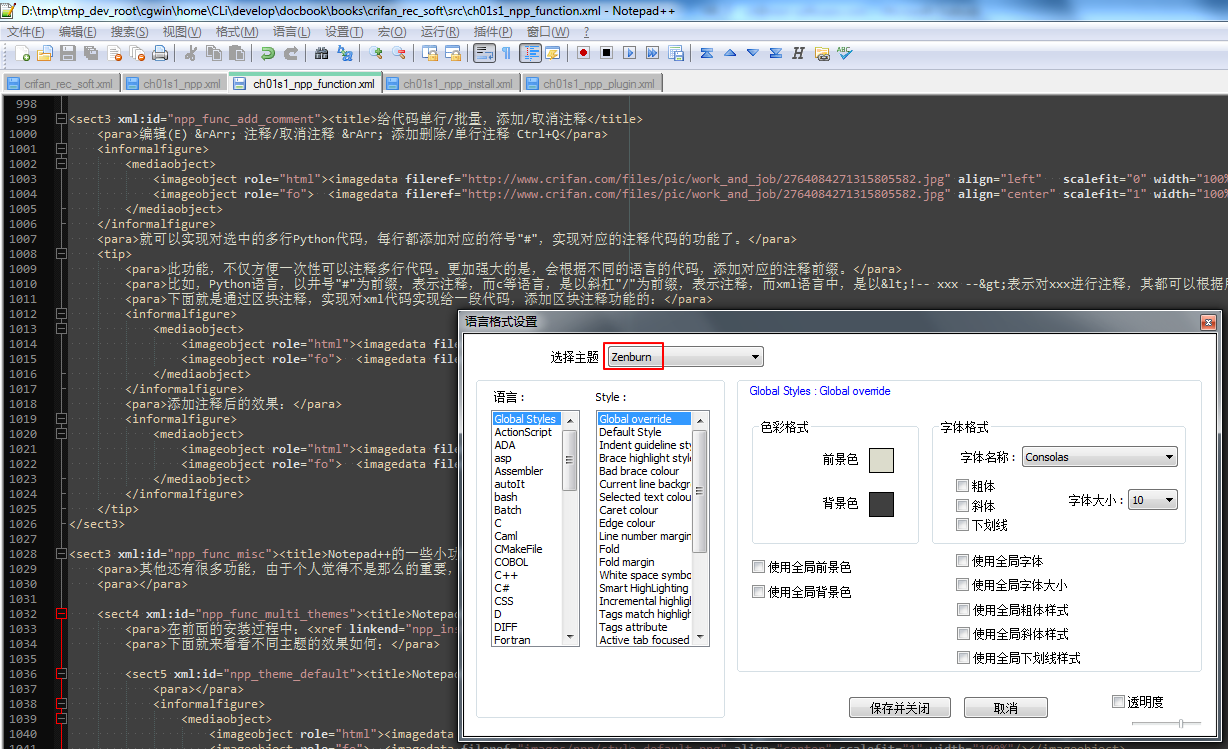 D:\tmp\tmp_dev_root\cgwin\home\CLi\develop\docbook\books\crifan_rec_soft\src\ch01s1_npp_function.xml - Notepad++
文件(F) 编辑(E) 搜索(S) 视图(V) 格式(M) 语言(L) 设置(T) 宏(O) 运行(R) 插件(P) 窗口(W) ?
crifan_rec_soft.xml ch01s1_npp.xml ch01s1_npp_function.xml ch01s1_npp_install.xml ch01s1_npp_plugin.xml
998
999 <sect3 xml:id="npp_func_add_comment"><title>给代码单行/批量，添加/取消注释</title>
1000 <para>编辑(E) &rArr; 注释/取消注释 &rArr; 添加删除/单行注释 Ctrl+Q</para>
1001 <informalfigure>
1002 <mediaobject>
1003 <imageobject role="html"><imagedata fileref="http://www.crifan.com/files/pic/work_and_job/2764084271315805582.jpg" align="left" scalefit="0" width="100%
1004 <imageobject role="fo"> <imagedata fileref="http://www.crifan.com/files/pic/work_and_job/2764084271315805582.jpg" align="center" scalefit="1" width="100%
1005 </mediaobject>
1006 </informalfigure>
1007 <para>就可以实现对选中的多行Python代码，每行都添加对应的符号"#"，实现对应的注释代码的功能了。</para>
1008 <tip>
1009 <para>此功能，不仅方便一次性可以注释多行代码。更加强大的是，会根据不同的语言的代码，添加对应的注释前缀。</para>
1010 <para>比如，Python语言，以井号"#"为前缀，表示注释，而c等语言，是以斜杠"/"为前缀，表示注释，而xml语言中，是以&lt;!-- xxx --&gt;表示对xxx进行注释，其都可以根据
1011 <para>下面就是通过区块注释，实现对xml代码实现给一段代码，添加区块注释功能的：</para>
1012 <informalfigure>
1013 <mediaobject>
1014 <imageobject role="html"><imagedata fil
1015 <imageobject role="fo"> <imagedata fil
1016 </mediaobject>
1017 </informalfigure>
1018 <para>添加注释后的效果：</para>
1019 <informalfigure>
1020 <mediaobject>
1021 <imageobject role="html"><imagedata fil
1022 <imageobject role="fo"> <imagedata fil
1023 </mediaobject>
1024 </informalfigure>
1025 </tip>
1026 </sect3>
1027
1028 <sect3 xml:id="npp_func_misc"><title>Notepad++的一些小功
1029 <para>其他还有很多功能，由于个人觉得不是那么的重要，
1030 <para></para>
1031
1032 <sect4 xml:id="npp_func_multi_themes"><title>Notepad
1033 <para>在前面的安装过程中：<xref linkend="npp_ins
1034 <para>下面就来看看不同主题的效果如何：</para>
1035
1036 <sect5 xml:id="npp_theme_default"><title>Notepad
1037 <para></para>
1038 <informalfigure>
1039 <mediaobject>
1040 <imageobject role="html"><imagedata
1041 <imageobject role="fo"> <imagedata fileref="images/npp/style_default.png" align="center" scalefit="1" width="100%"/></imageobject>
语言格式设置
选择主题 Zenburn
语言：
Global Styles
ActionScript
ADA
asp
Assembler
autoIt
bash
Batch
C
Caml
CMakeFile
COBOL
C++
C#
CSS
D
DIFF
Fortran
Style：
Global override
Default Style
Indent guideline sty
Brace highlight style
Bad brace colour
Current line backgr
Selected text colou
Caret colour
Edge colour
Line number margin
Fold
Fold margin
White space symbo
Smart HighLighting
Incremental highlig
Tags match highligh
Tags attribute
Active tab focused
Global Styles : Global override
色彩格式
前景色
背景色
字体格式
字体名称： Consolas
粗体
斜体
下划线
字体大小： 10
使用全局前景色
使用全局背景色
使用全局字体
使用全局字体大小
使用全局粗体样式
使用全局斜体样式
使用全局下划线样式
保存并关闭 取消
透明度